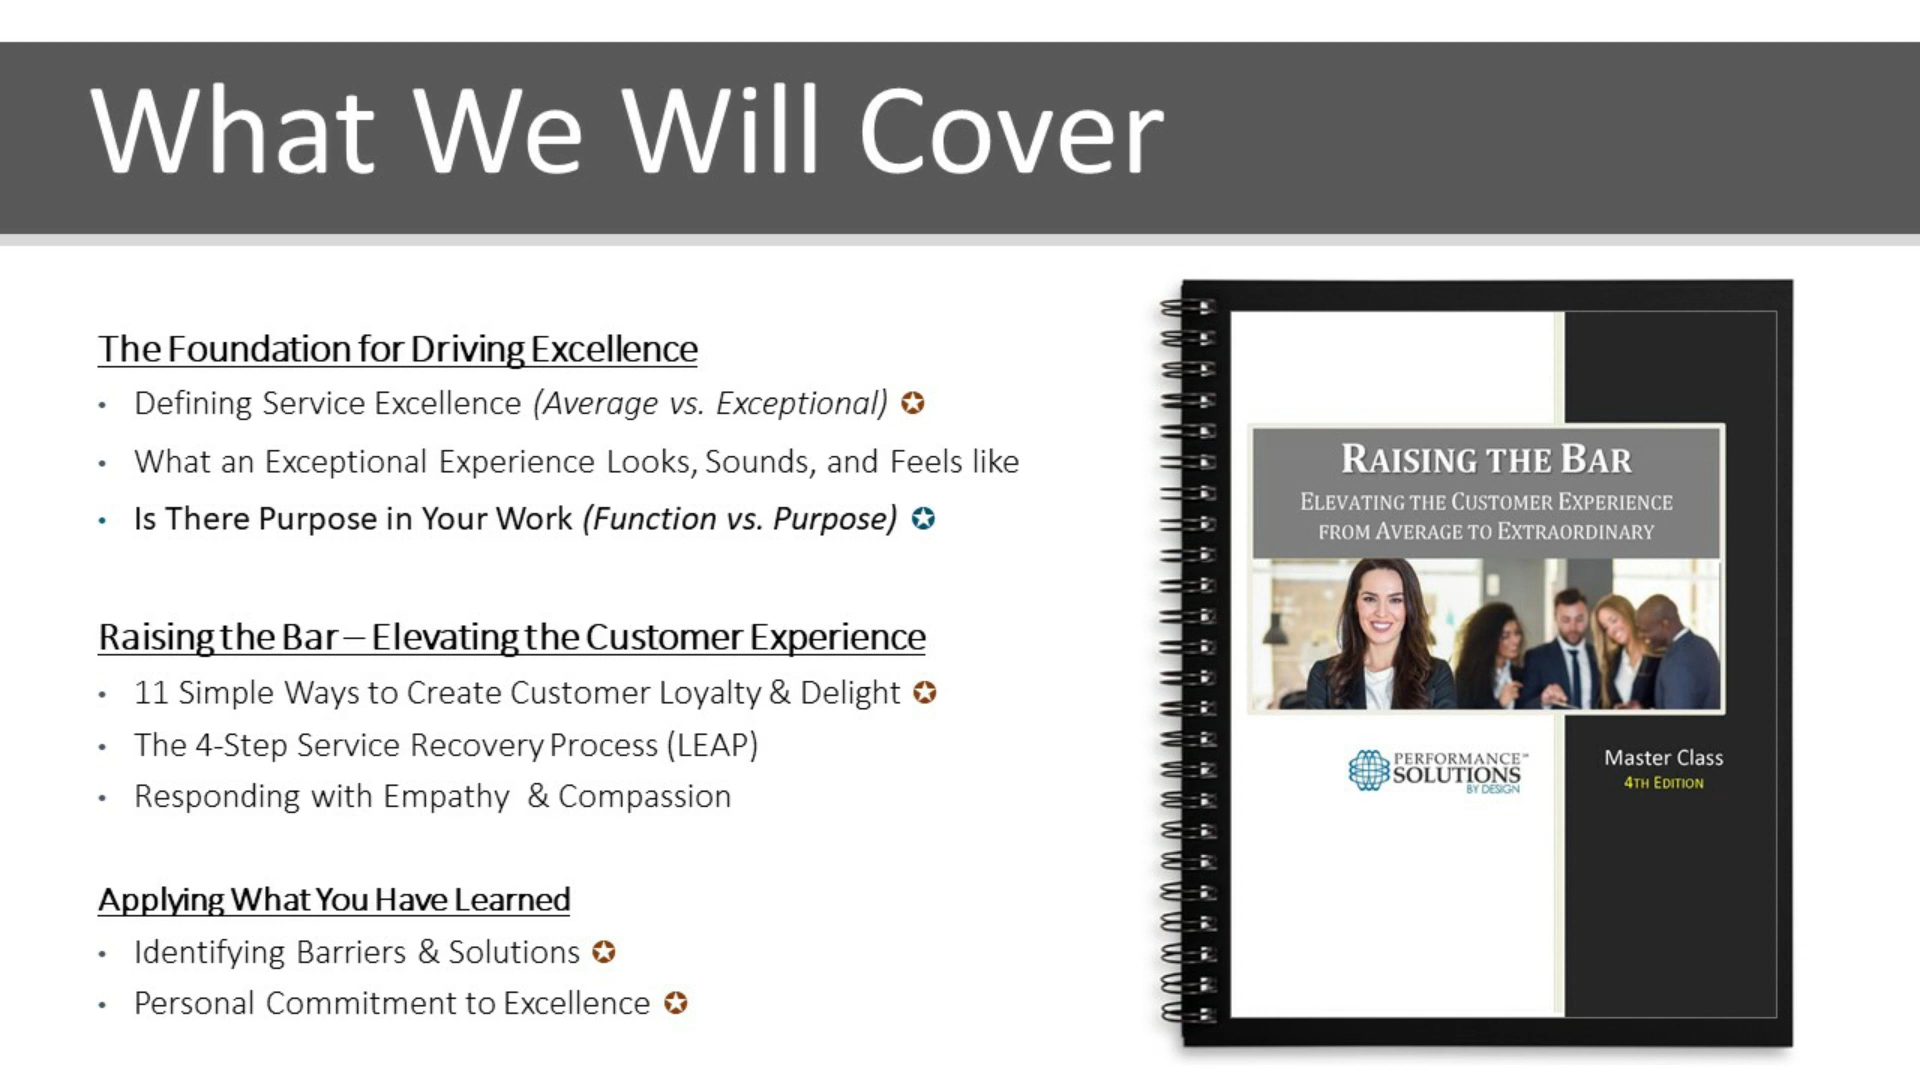 What We Will Cover
The Foundation for Driving Excellence
• Defining Service Excellence (Average vs. Exceptional) ✪
• What an Exceptional Experience Looks, Sounds, and Feels like
• Is There Purpose in Your Work (Function vs. Purpose) ✪
Raising the Bar – Elevating the Customer Experience
• 11 Simple Ways to Create Customer Loyalty & Delight ✪
• The 4-Step Service Recovery Process (LEAP)
• Responding with Empathy & Compassion
Applying What You Have Learned
• Identifying Barriers & Solutions ✪
• Personal Commitment to Excellence ✪
RAISING THE BAR
ELEVATING THE CUSTOMER EXPERIENCE
FROM AVERAGE TO EXTRAORDINARY
PERFORMANCE℠
SOLUTIONS
BY DESIGN
Master Class
4TH EDITION